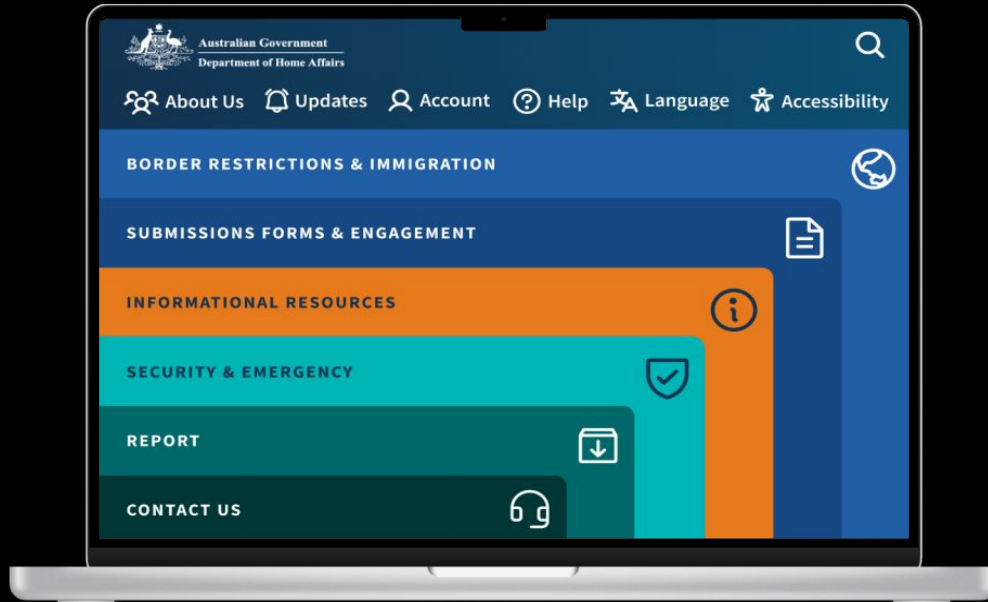 Australian Government
Department of Home Affairs
About Us Updates Account Help Language Accessibility
BORDER RESTRICTIONS & IMMIGRATION
SUBMISSIONS FORMS & ENGAGEMENT
INFORMATIONAL RESOURCES
SECURITY & EMERGENCY
REPORT
CONTACT US